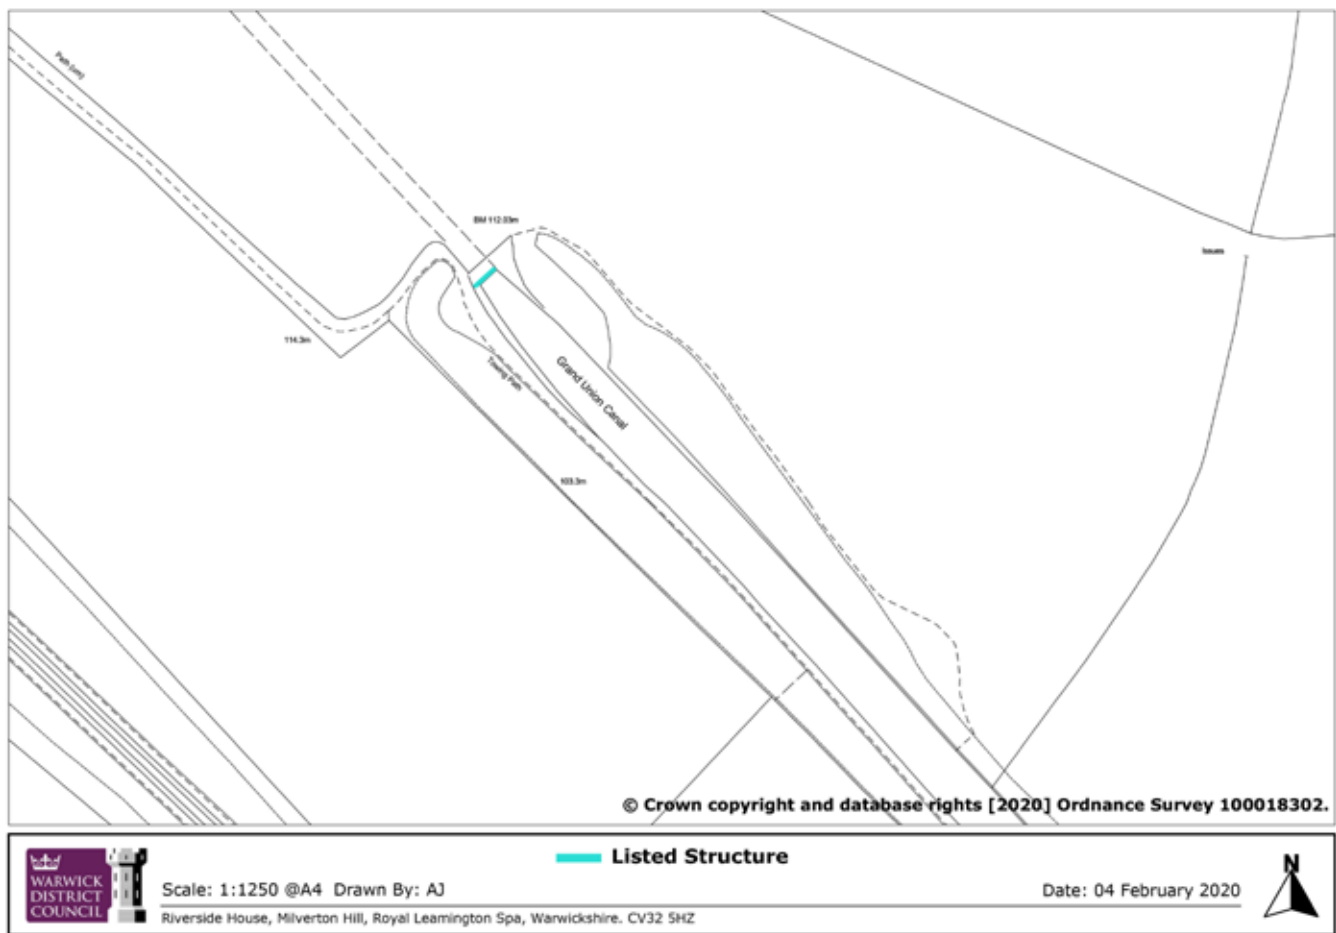 Path (um)
BM 112.03m
Issues
114.3m
Towing Path
Grand Union Canal
103.3m
© Crown copyright and database rights [2020] Ordnance Survey 100018302.
Listed Structure
WARWICK
DISTRICT
COUNCIL
Scale: 1:1250 @A4 Drawn By: AJ
Date: 04 February 2020
N
Riverside House, Milverton Hill, Royal Leamington Spa, Warwickshire. CV32 5HZ